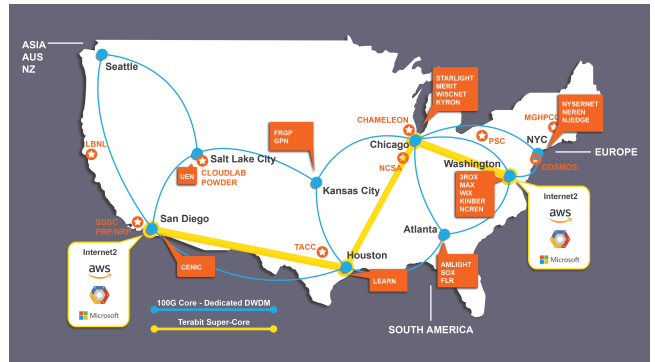 ASIA
AUS
NZ
Seattle
STARLIGHT
MERIT
WISCNET
KYRON
CHAMELEON
Chicago
NCSA
MGHPCC
NYSERNET
NEREN
NJEDGE
PSC
NYC
EUROPE
COSMOS
Washington
3ROX
MAX
WIX
KINBER
NCREN
LBNL
Salt Lake City
UEN
CLOUDLAB
POWDER
FRGP
GPN
Kansas City
SDSC
PRP/NRP
San Diego
TACC
Houston
Atlanta
Internet2
aws
Microsoft
CENIC
LEARN
AMLIGHT
SOX
FLR
Internet2
aws
Microsoft
100G Core - Dedicated DWDM
Terabit Super-Core
SOUTH AMERICA